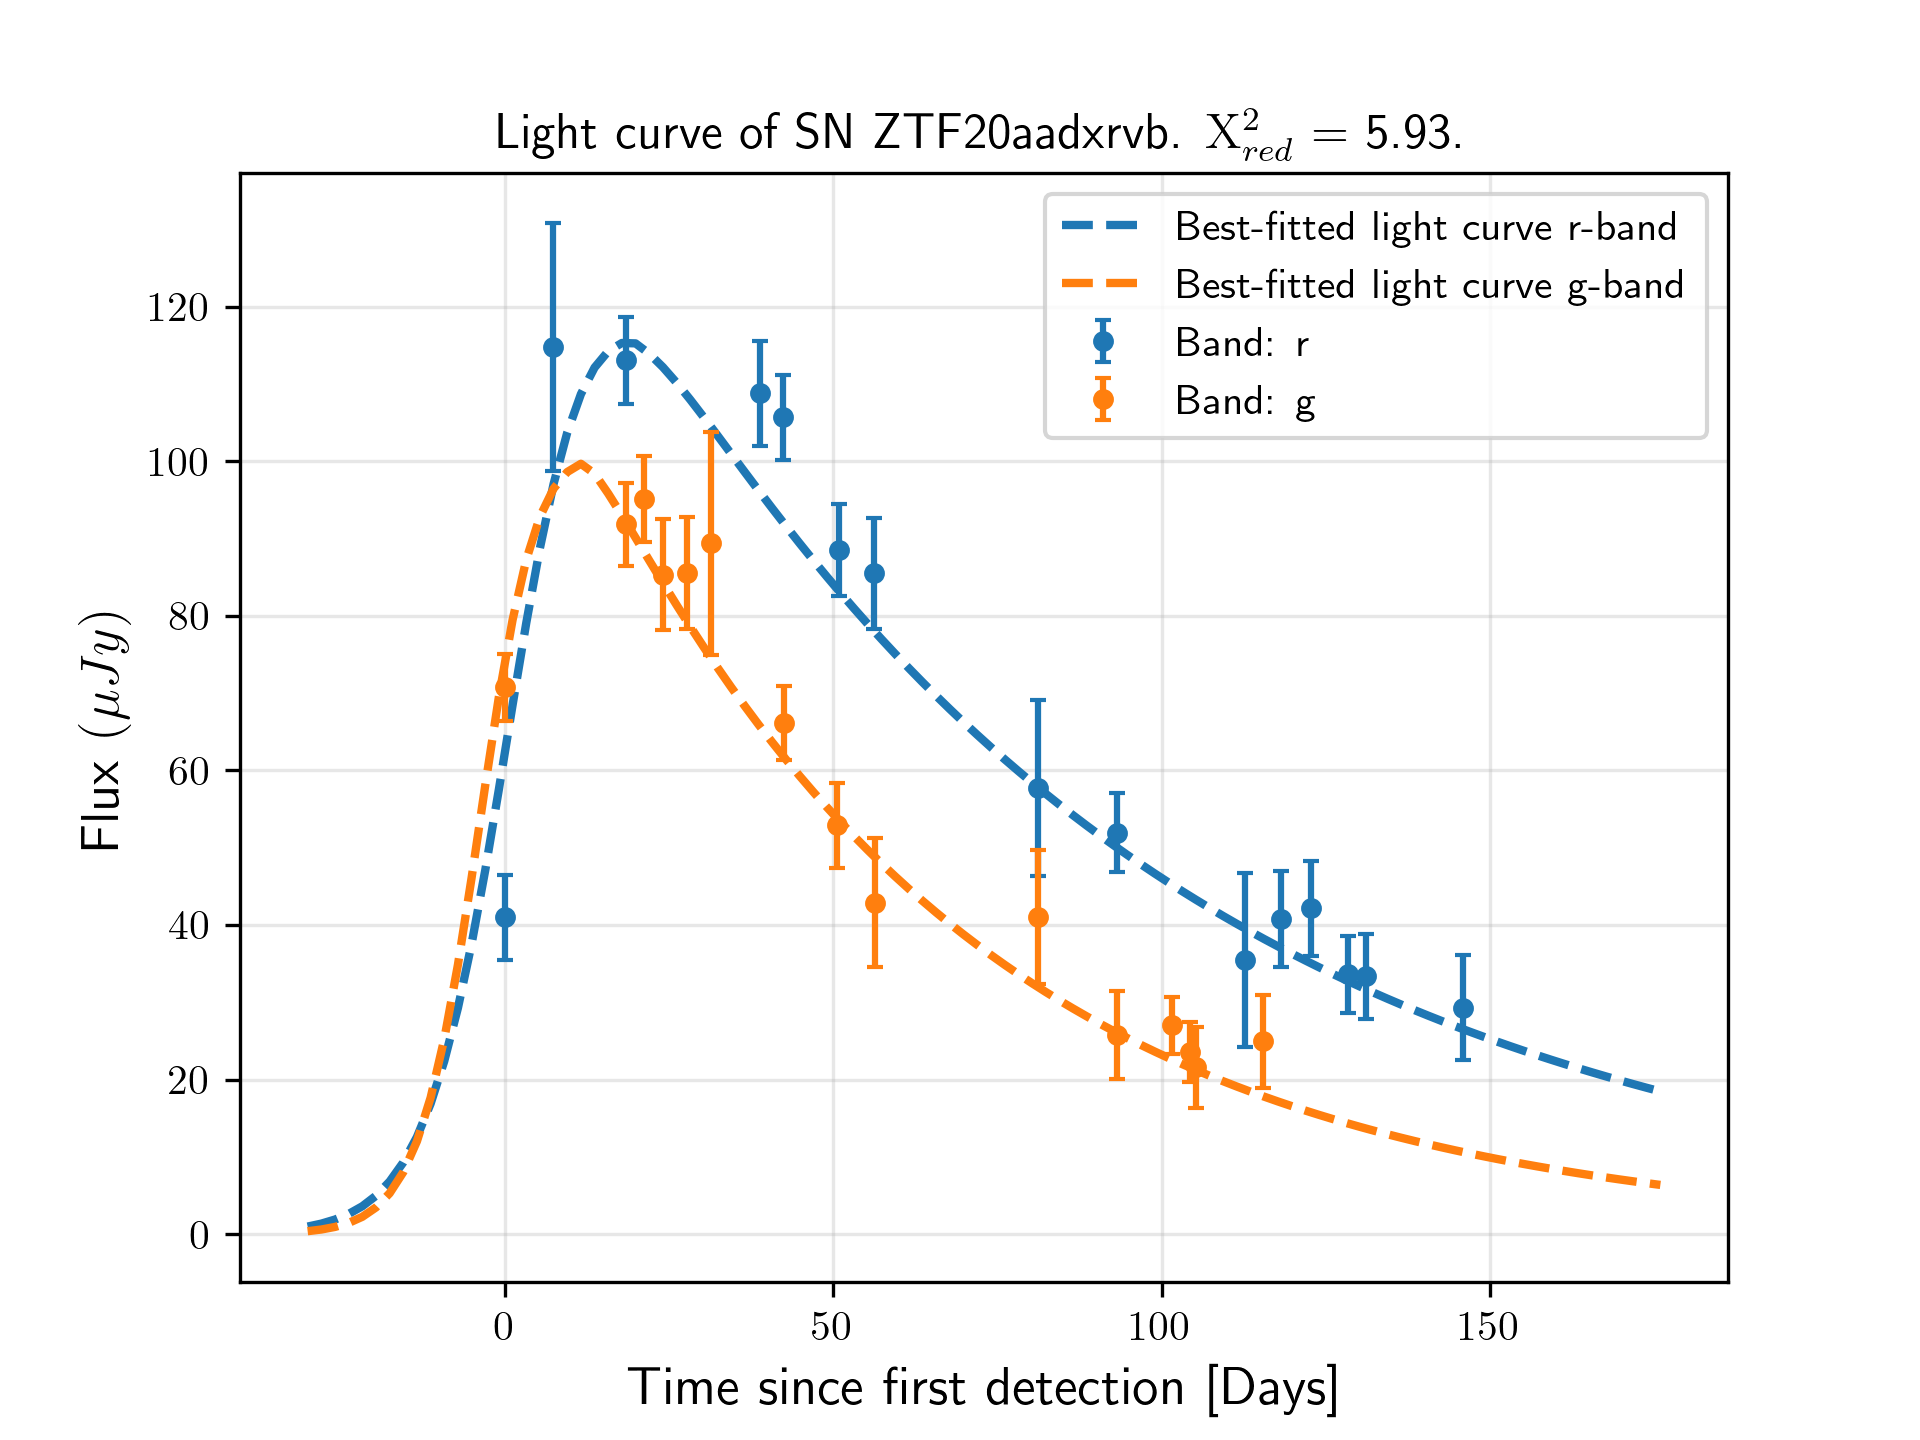 Light curve of SN ZTF20aadxrvb. X²_red = 5.93.
Best-fitted light curve r-band
Best-fitted light curve g-band
Band: r
Band: g
Flux (μJy)
120
100
80
60
40
20
0
0 50 100 150
Time since first detection [Days]